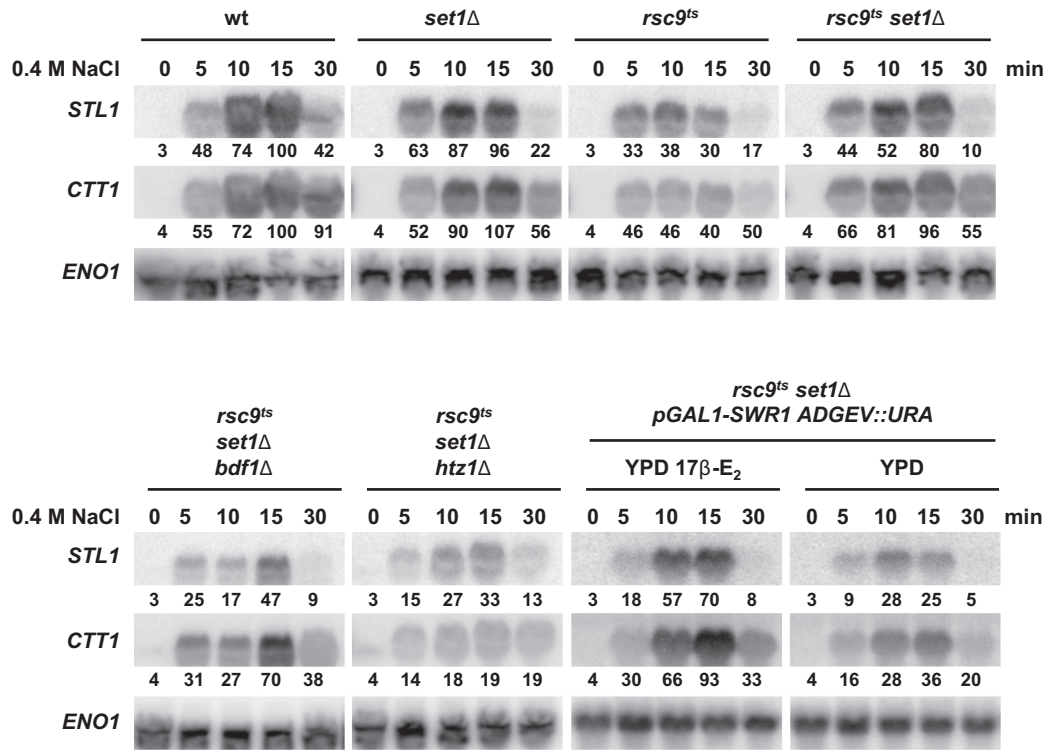 wt set1Δ rsc9ts rsc9ts set1Δ
0.4 M NaCl 0 5 10 15 30 0 5 10 15 30 0 5 10 15 30 0 5 10 15 30 min
STL1
3 48 74 100 42 3 63 87 96 22 3 33 38 30 17 3 44 52 80 10
CTT1
4 55 72 100 91 4 52 90 107 56 4 46 46 40 50 4 66 81 96 55
ENO1
rsc9ts set1Δ
pGAL1-SWR1 ADGEV::URA
rsc9ts rsc9ts
set1Δ set1Δ
bdf1Δ htz1Δ YPD 17β-E2 YPD
0.4 M NaCl 0 5 10 15 30 0 5 10 15 30 0 5 10 15 30 0 5 10 15 30 min
STL1
3 25 17 47 9 3 15 27 33 13 3 18 57 70 8 3 9 28 25 5
CTT1
4 31 27 70 38 4 14 18 19 19 4 30 66 93 33 4 16 28 36 20
ENO1